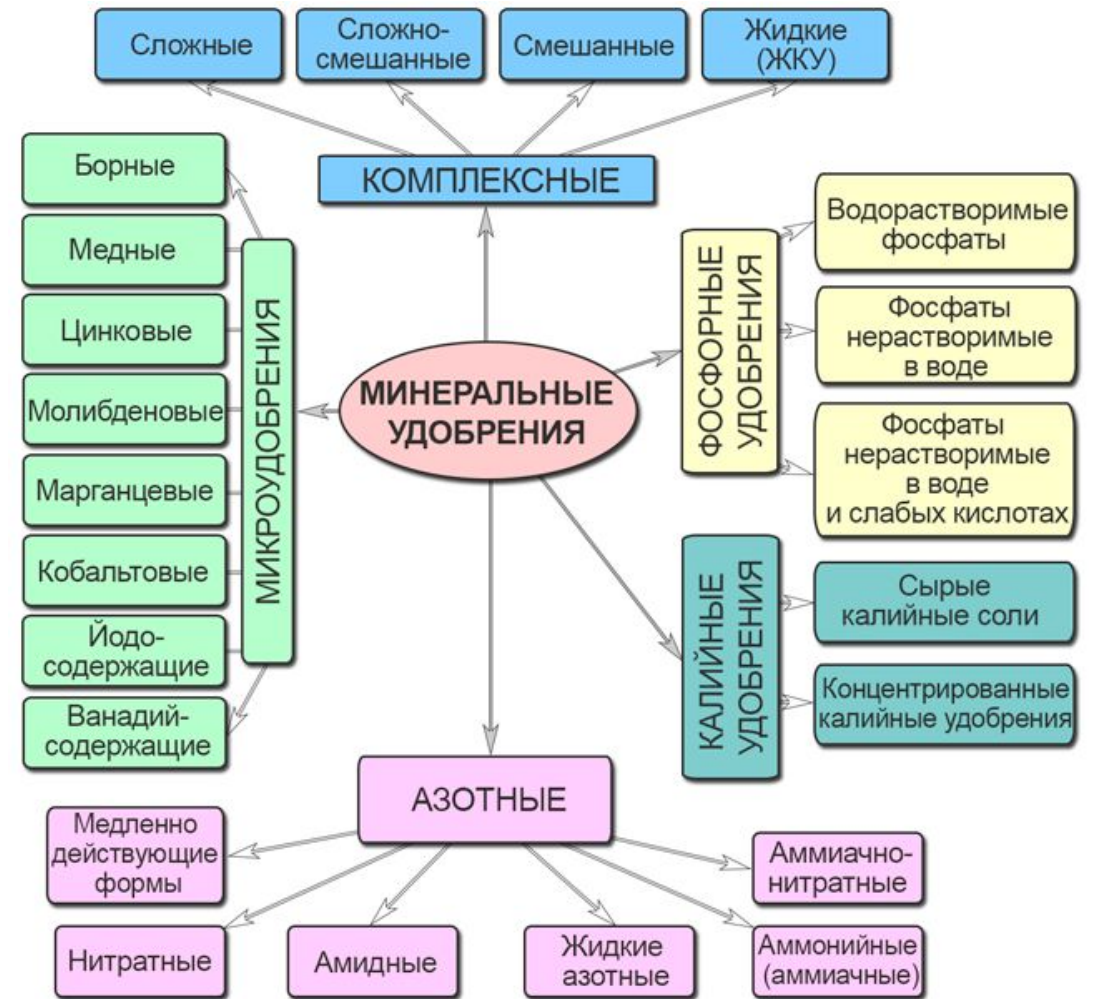 Сложные
Сложно-
смешанные
Смешанные
Жидкие
(ЖКУ)
КОМПЛЕКСНЫЕ
Борные
Медные
Цинковые
Молибденовые
Марганцевые
Кобальтовые
Йодо-
содержащие
Ванадий-
содержащие
МИКРОУДОБРЕНИЯ
МИНЕРАЛЬНЫЕ
УДОБРЕНИЯ
ФОСФОРНЫЕ
УДОБРЕНИЯ
Водорастворимые
фосфаты
Фосфаты
нерастворимые
в воде
Фосфаты
нерастворимые
в воде
и слабых кислотах
КАЛИЙНЫЕ
УДОБРЕНИЯ
Сырые
калийные соли
Концентрированные
калийные удобрения
АЗОТНЫЕ
Медленно
действующие
формы
Аммиачно-
нитратные
Нитратные
Амидные
Жидкие
азотные
Аммонийные
(аммиачные)